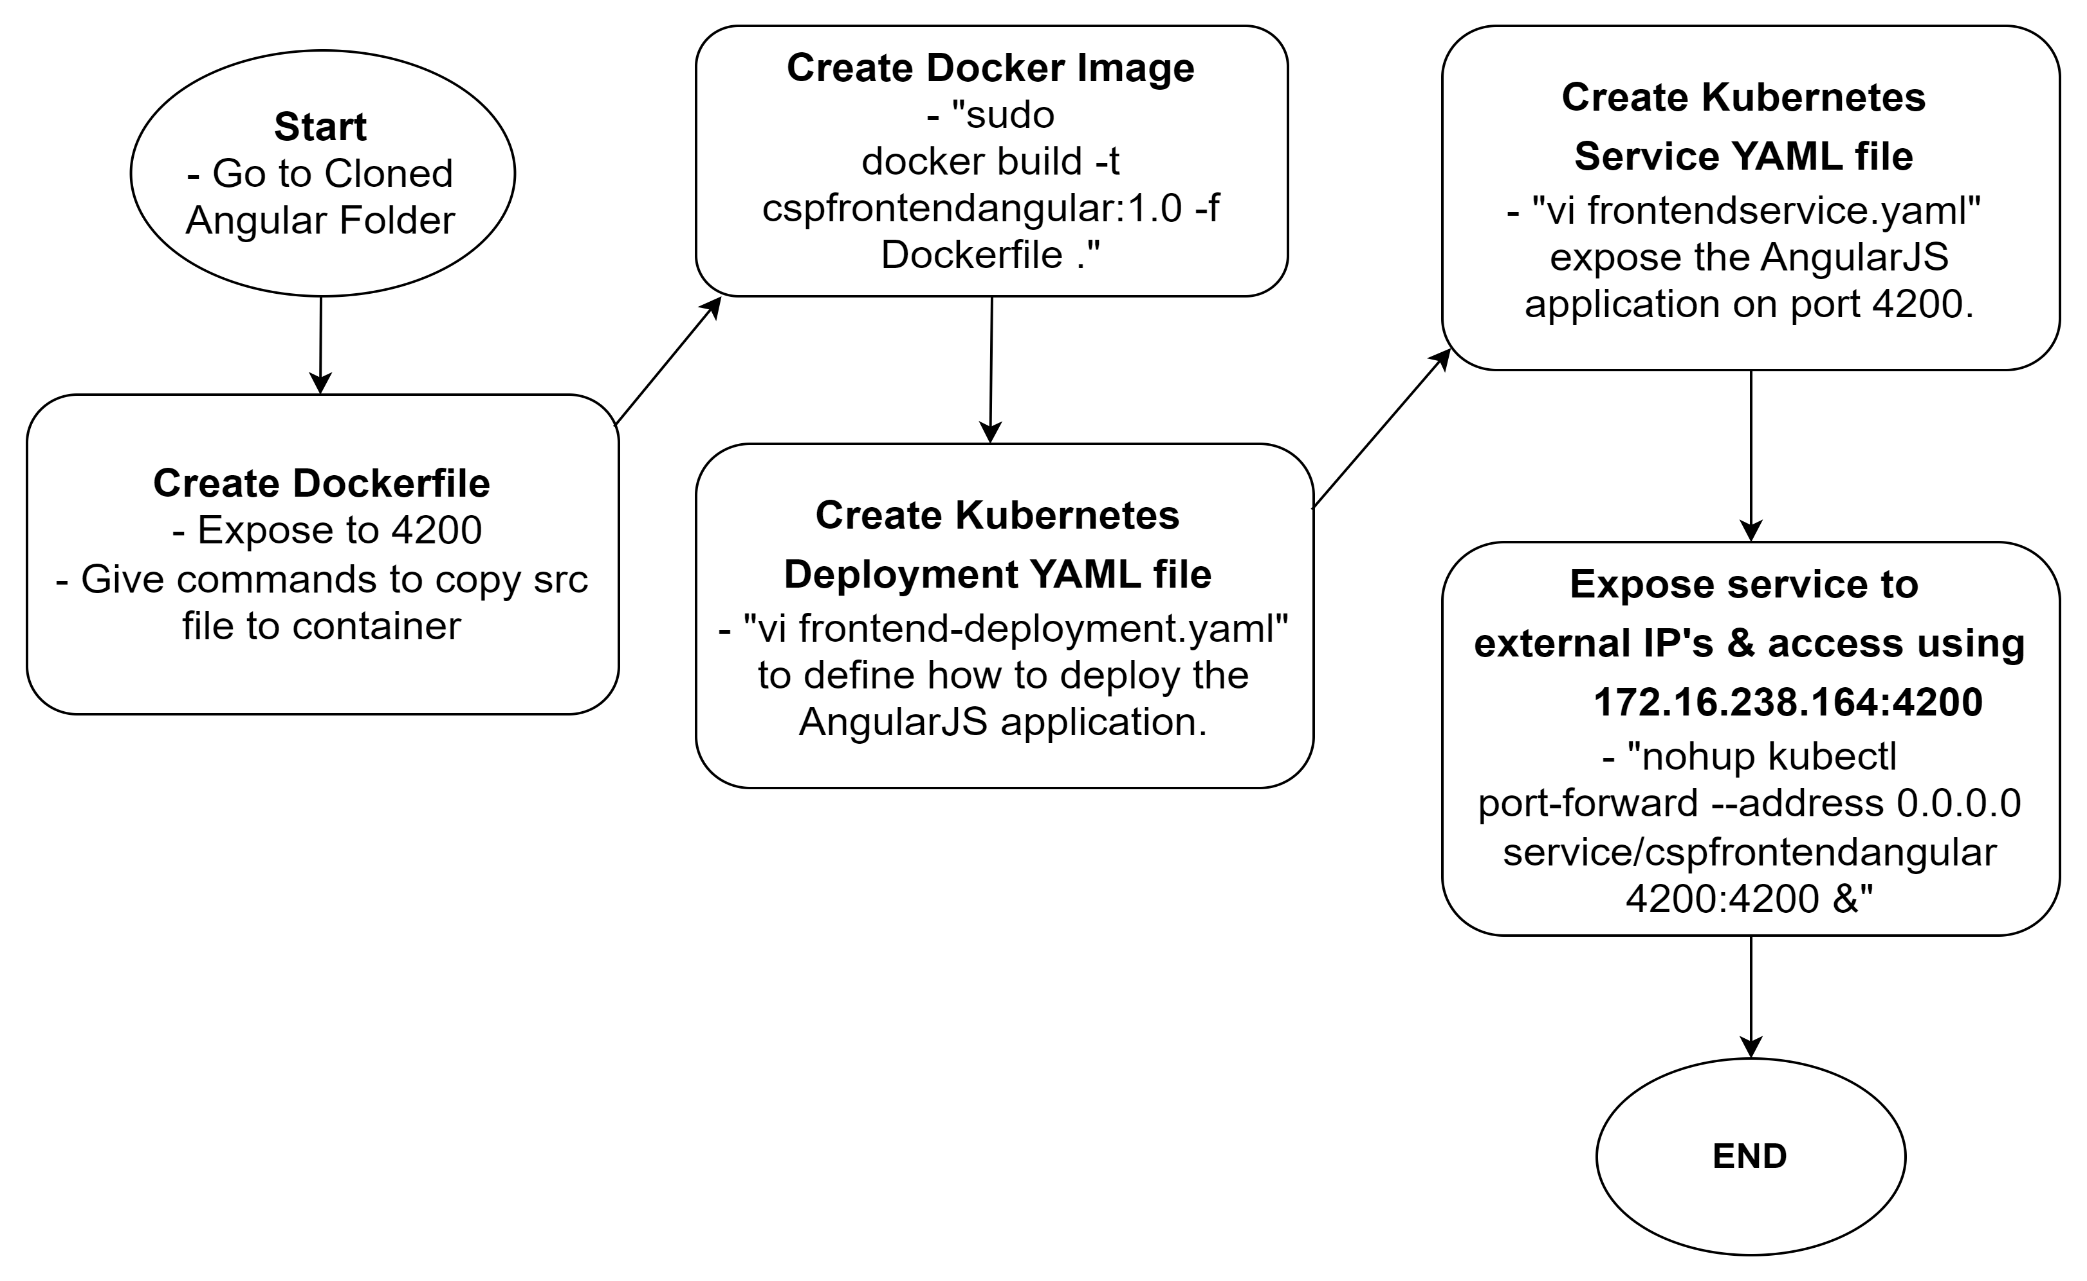 Start
- Go to Cloned
Angular Folder
Create Dockerfile
- Expose to 4200
- Give commands to copy src
file to container
Create Docker Image
- "sudo
docker build -t
cspfrontendangular:1.0 -f
Dockerfile ."
Create Kubernetes
Deployment YAML file
- "vi frontend-deployment.yaml"
to define how to deploy the
AngularJS application.
Create Kubernetes
Service YAML file
- "vi frontendservice.yaml"
expose the AngularJS
application on port 4200.
Expose service to
external IP's & access using
172.16.238.164:4200
- "nohup kubectl
port-forward --address 0.0.0.0
service/cspfrontendangular
4200:4200 &"
END